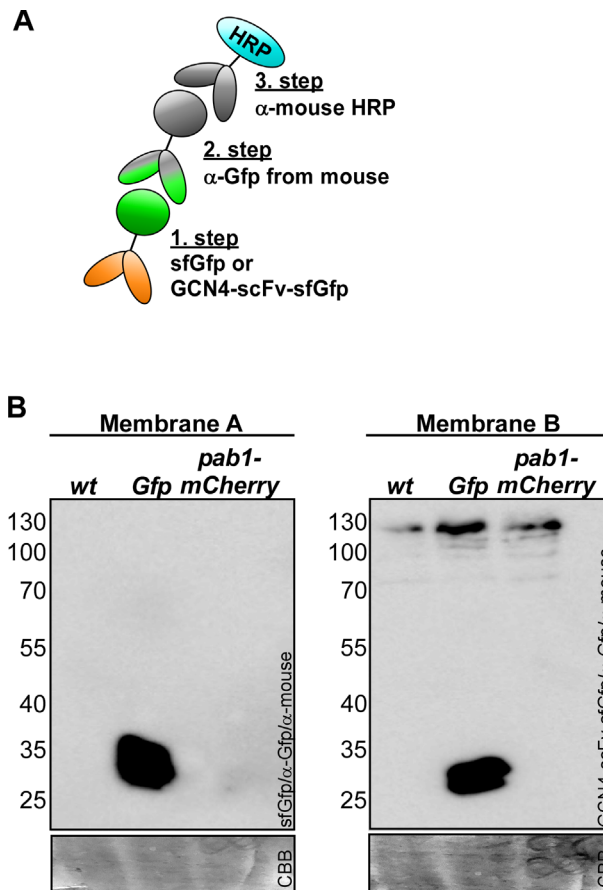 A
HRP
3. step
α-mouse HRP
2. step
α-Gfp from mouse
1. step
sfGfp or
GCN4-scFv-sfGfp
B
Membrane A
wt Gfp pab1-mCherry
130
100
70
55
40
35
25
sfGfp/α-Gfp/α-mouse
CBB
Membrane B
wt Gfp pab1-mCherry
130
100
70
55
40
35
25